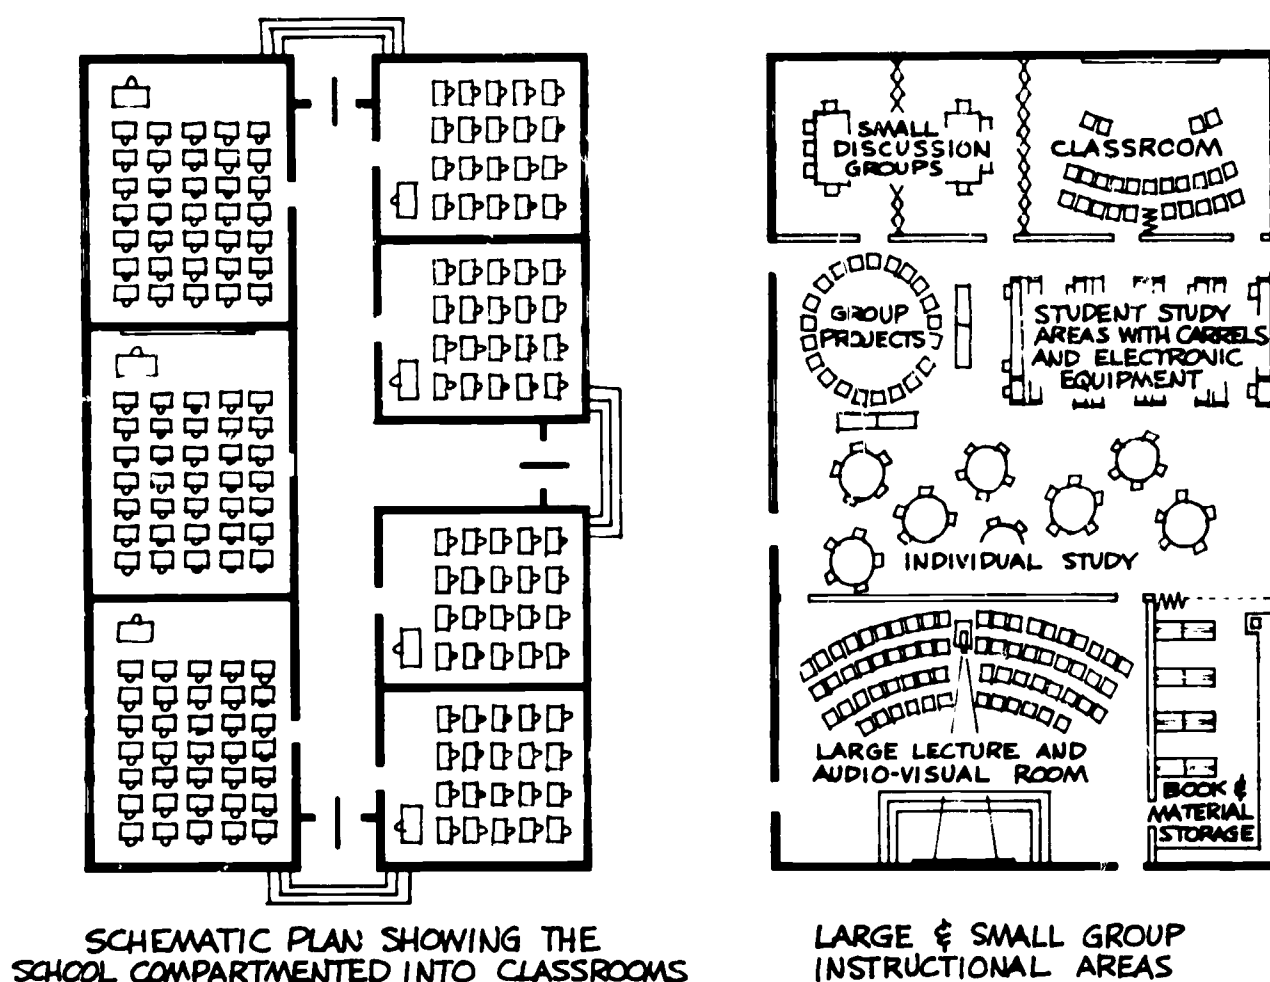 SMALL
DISCUSSION
GROUPS
CLASSROOM
GROUP
PROJECTS
STUDENT STUDY
AREAS WITH CARRELS
AND ELECTRONIC
EQUIPMENT
INDIVIDUAL STUDY
LARGE LECTURE AND
AUDIO-VISUAL ROOM
BOOK &
MATERIAL
STORAGE
SCHEMATIC PLAN SHOWING THE
SCHOOL COMPARTMENTED INTO CLASSROOMS
LARGE & SMALL GROUP
INSTRUCTIONAL AREAS